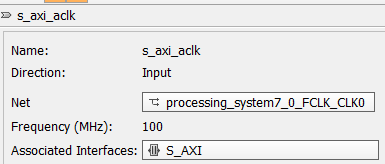 s_axi_aclk
Name: s_axi_aclk
Direction: Input
Net processing_system7_0_FCLK_CLK0
Frequency (MHz): 100
Associated Interfaces: S_AXI